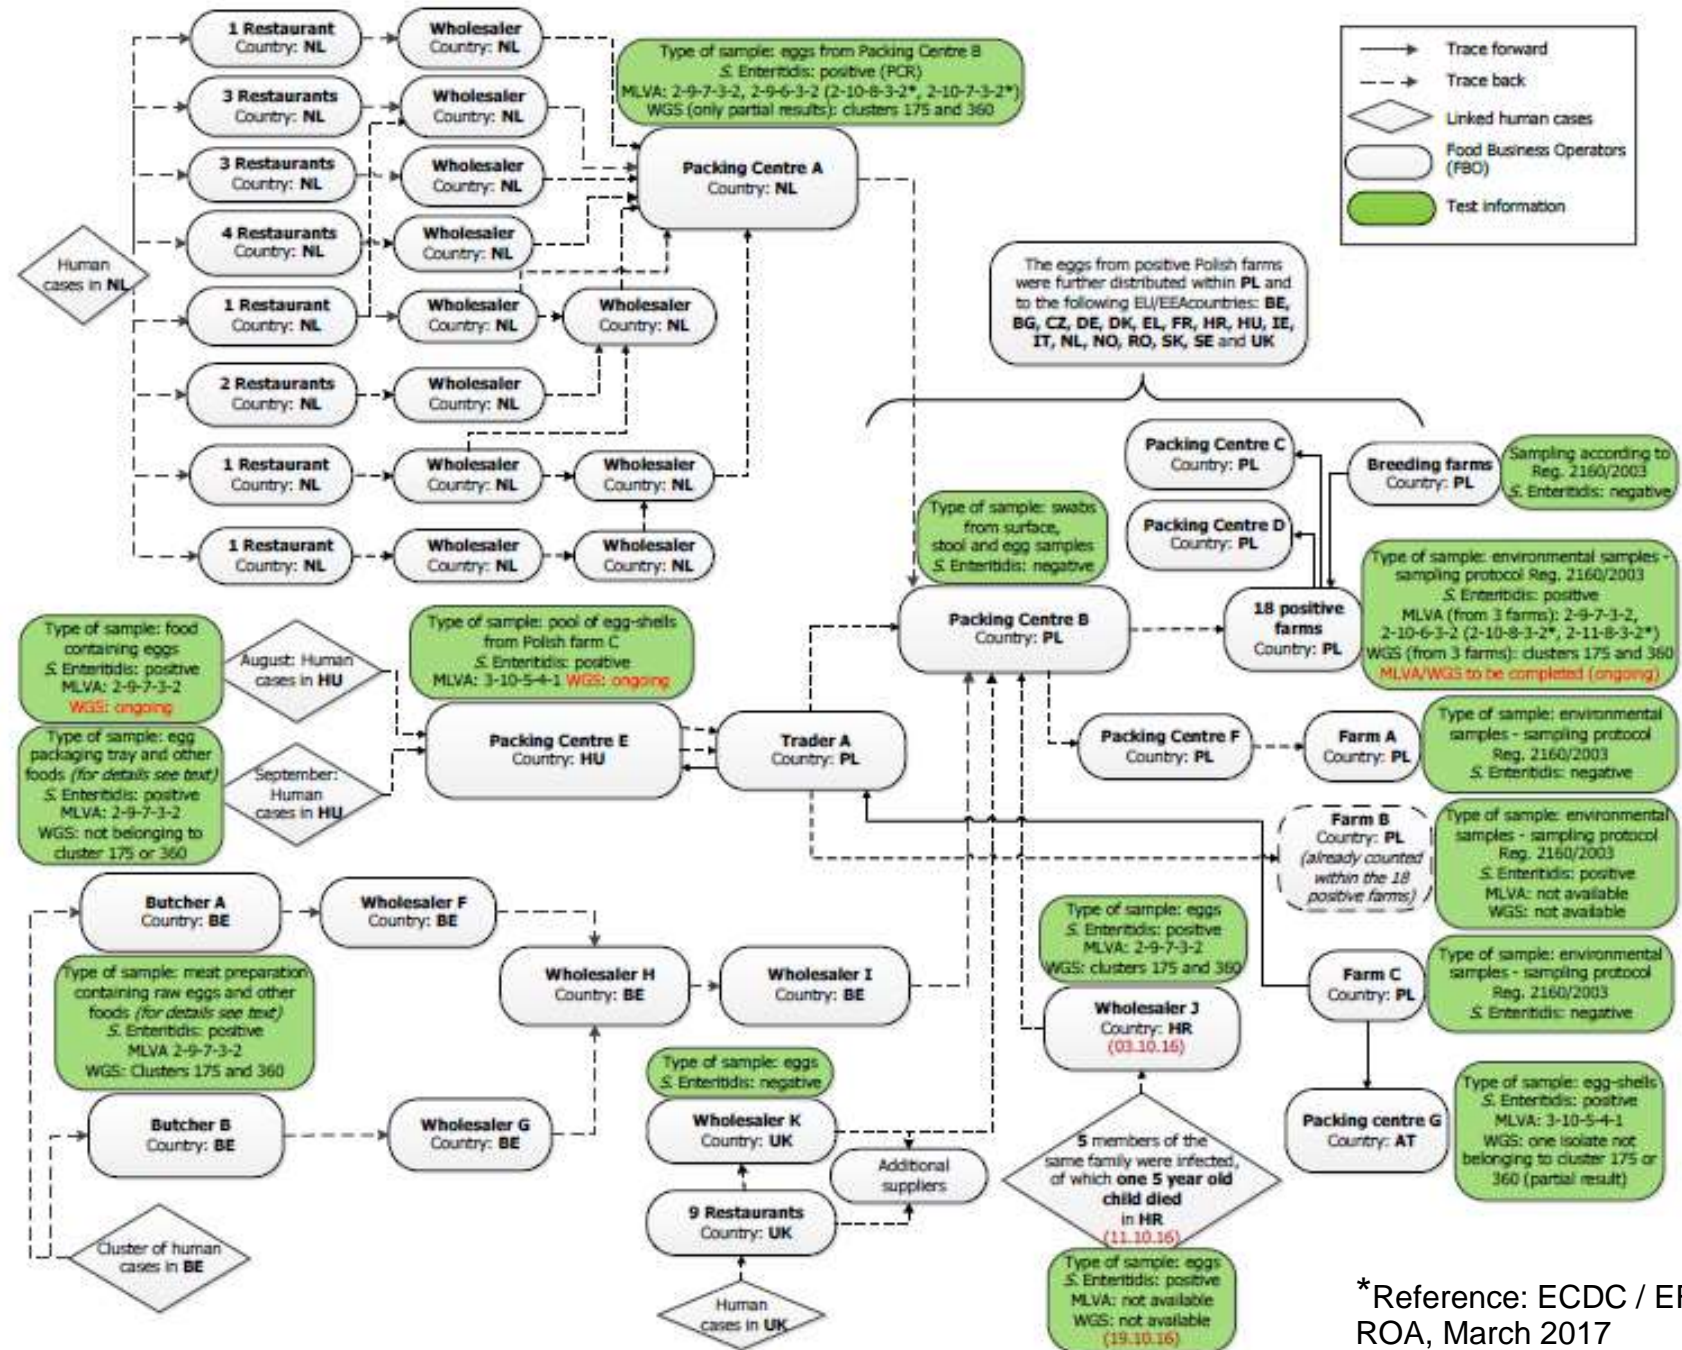 1 Restaurant
Country: NL
Wholesaler
Country: NL
3 Restaurants
Country: NL
Wholesaler
Country: NL
3 Restaurants
Country: NL
Wholesaler
Country: NL
4 Restaurants
Country: NL
Wholesaler
Country: NL
Human
cases in NL
1 Restaurant
Country: NL
Wholesaler
Country: NL
Wholesaler
Country: NL
2 Restaurants
Country: NL
Wholesaler
Country: NL
1 Restaurant
Country: NL
Wholesaler
Country: NL
Wholesaler
Country: NL
1 Restaurant
Country: NL
Wholesaler
Country: NL
Wholesaler
Country: NL
Type of sample: eggs from Packing Centre B
S. Enteritidis: positive (PCR)
MLVA: 2-9-7-3-2, 2-9-6-3-2 (2-10-8-3-2*, 2-10-7-3-2*)
WGS (only partial results): clusters 175 and 360
Packing Centre A
Country: NL
Trace forward
Trace back
Linked human cases
Food Business Operators
(FBO)
Test information
The eggs from positive Polish farms
were further distributed within PL and
to the following EU/EEAcountries: BE,
BG, CZ, DE, DK, EL, FR, HR, HU, IE,
IT, NL, NO, RO, SK, SE and UK
Packing Centre C
Country: PL
Breeding farms
Country: PL
Sampling according to
Reg. 2160/2003
S. Enteritidis: negative
Packing Centre D
Country: PL
Type of sample: swabs
from surface,
stool and egg samples
S. Enteritidis: negative
Packing Centre B
Country: PL
18 positive
farms
Country: PL
Type of sample: environmental samples -
sampling protocol Reg. 2160/2003
S. Enteritidis: positive
MLVA (from 3 farms): 2-9-7-3-2,
2-10-6-3-2 (2-10-8-3-2*, 2-11-8-3-2*)
WGS (from 3 farms): clusters 175 and 360
MLVA/WGS to be completed (ongoing)
Type of sample: food
containing eggs
S. Enteritidis: positive
MLVA: 2-9-7-3-2
WGS: ongoing
August: Human
cases in HU
Type of sample: pool of egg-shells
from Polish farm C
S. Enteritidis: positive
MLVA: 3-10-5-4-1 WGS: ongoing
Packing Centre E
Country: HU
Trader A
Country: PL
Type of sample: egg
packaging tray and other
foods (for details see text)
S. Enteritidis: positive
MLVA: 2-9-7-3-2
WGS: not belonging to
cluster 175 or 360
September:
Human
cases in HU
Packing Centre F
Country: PL
Farm A
Country: PL
Type of sample: environmental
samples - sampling protocol
Reg. 2160/2003
S. Enteritidis: negative
Farm B
Country: PL
(already counted
within the 18
positive farms)
Type of sample: environmental
samples - sampling protocol
Reg. 2160/2003
S. Enteritidis: positive
MLVA: not available
WGS: not available
Butcher A
Country: BE
Wholesaler F
Country: BE
Type of sample: meat preparation
containing raw eggs and other
foods (for details see text)
S. Enteritidis: positive
MLVA 2-9-7-3-2
WGS: Clusters 175 and 360
Wholesaler H
Country: BE
Wholesaler I
Country: BE
Type of sample: eggs
S. Enteritidis: positive
MLVA: 2-9-7-3-2
WGS: clusters 175 and 360
Wholesaler J
Country: HR
(03.10.16)
Farm C
Country: PL
Type of sample: environmental
samples - sampling protocol
Reg. 2160/2003
S. Enteritidis: negative
Butcher B
Country: BE
Wholesaler G
Country: BE
Type of sample: eggs
S. Enteritidis: negative
Wholesaler K
Country: UK
Additional
suppliers
9 Restaurants
Country: UK
5 members of the
same family were infected,
of which one 5 year old
child died
in HR
(11.10.16)
Packing centre G
Country: AT
Type of sample: egg-shells
S. Enteritidis: positive
MLVA: 3-10-5-4-1
WGS: one isolate not
belonging to cluster 175 or
360 (partial result)
Cluster of human
cases in BE
Human
cases in UK
Type of sample: eggs
S. Enteritidis: positive
MLVA: not available
WGS: not available
(19.10.16)
*Reference: ECDC /
ROA, March 2017